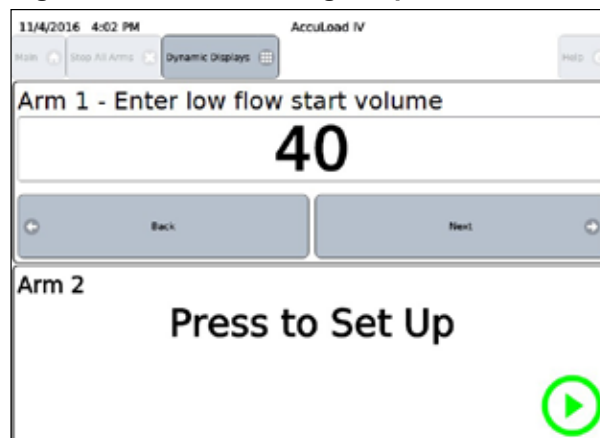 11/4/2016 4:02 PM AccuLoad IV
Main Stop All Arms Dynamic Displays Help
Arm 1 - Enter low flow start volume
40
Back Next
Arm 2
Press to Set Up